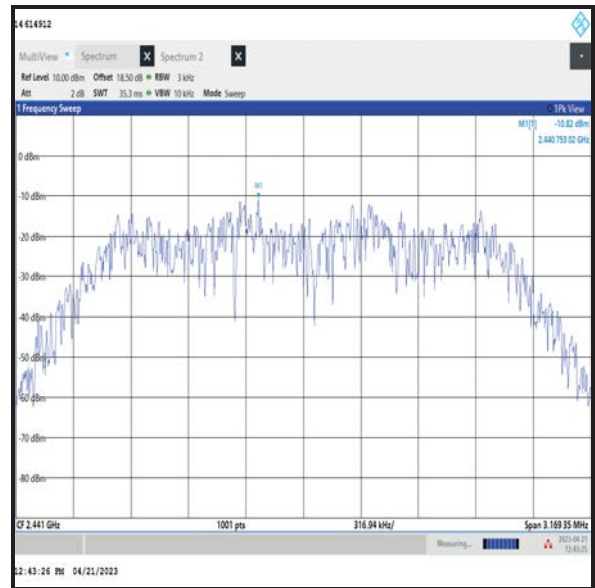 14 614912
MultiView Spectrum X Spectrum 2 X
Ref Level 10.00 dBm Offset 18.50 dB RBW 3 kHz
Att 2 dB SWT 35.3 ms VBW 10 kHz Mode Sweep
1 Frequency Sweep 1Pk View
M1[1] -10.82 dBm
2.440 753 02 GHz
0 dBm
M1
-10 dBm
-20 dBm
-30 dBm
-40 dBm
-50 dBm
-60 dBm
-70 dBm
-80 dBm
CF 2.441 GHz 1001 pts 316.94 kHz/ Span 3.169 35 MHz
Measuring... 2023-04-21
12:43:25
12:43:26 PM 04/21/2023